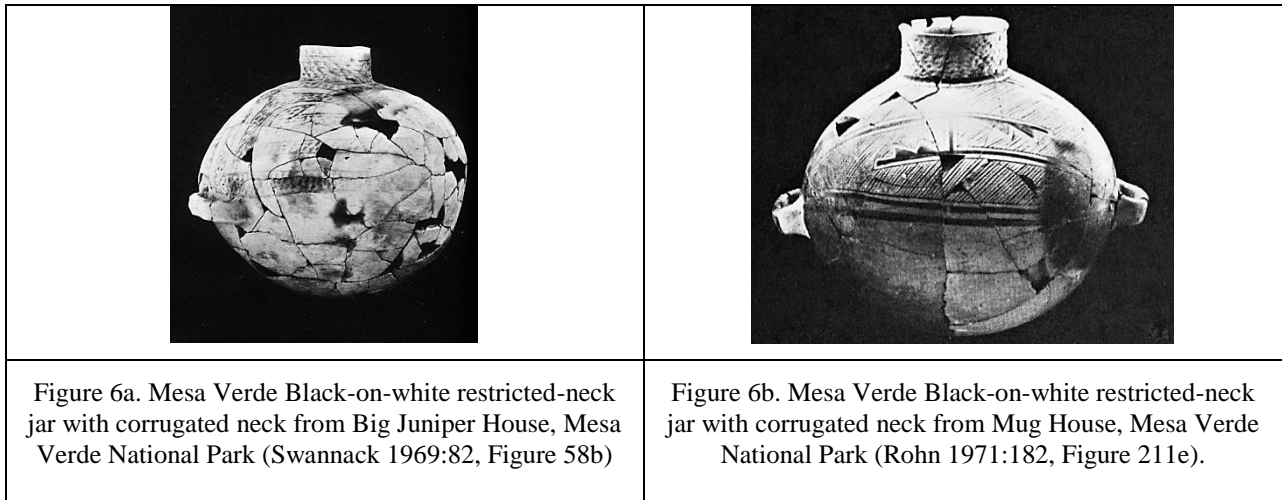 Figure 6a. Mesa Verde Black-on-white restricted-neck
jar with corrugated neck from Big Juniper House, Mesa
Verde National Park (Swannack 1969:82, Figure 58b)
Figure 6b. Mesa Verde Black-on-white restricted-neck
jar with corrugated neck from Mug House, Mesa Verde
National Park (Rohn 1971:182, Figure 211e).